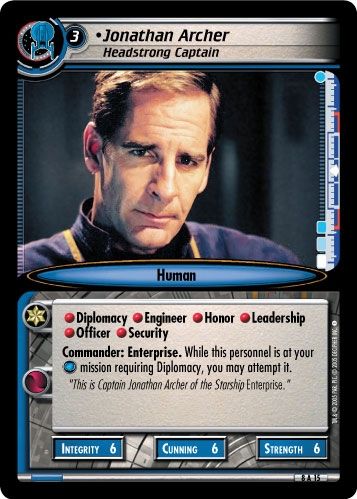 3
•Jonathan Archer
Headstrong Captain
Human
Diplomacy Engineer Honor Leadership
Officer Security
Commander: Enterprise. While this personnel is at your
mission requiring Diplomacy, you may attempt it.
"This is Captain Jonathan Archer of the Starship Enterprise."
INTEGRITY 6 CUNNING 6 STRENGTH 6
8 A 15